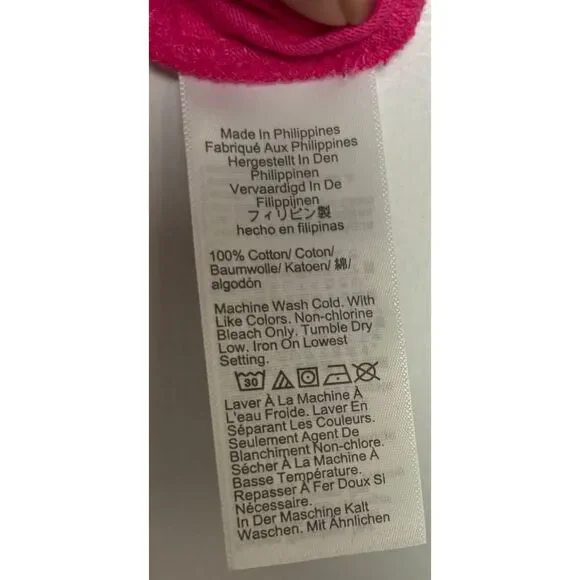 Made In Philippines
Fabriqué Aux Philippines
Hergestellt In Den
Philippinen
Vervaardigd In De
Filippijnen
フィリピン製
hecho en filipinas
100% Cotton/ Coton/
Baumwolle/ Katoen/ 綿/
algodón
Machine Wash Cold. With
Like Colors. Non-chlorine
Bleach Only. Tumble Dry
Low. Iron On Lowest
Setting.
30
Laver À La Machine À
L'eau Froide. Laver En
Séparant Les Couleurs.
Seulement Agent De
Blanchiment Non-chlore.
Sécher À La Machine À
Basse Température.
Repasser À Fer Doux Si
Nécessaire.
In Der Maschine Kalt
Waschen. Mit Ähnlichen